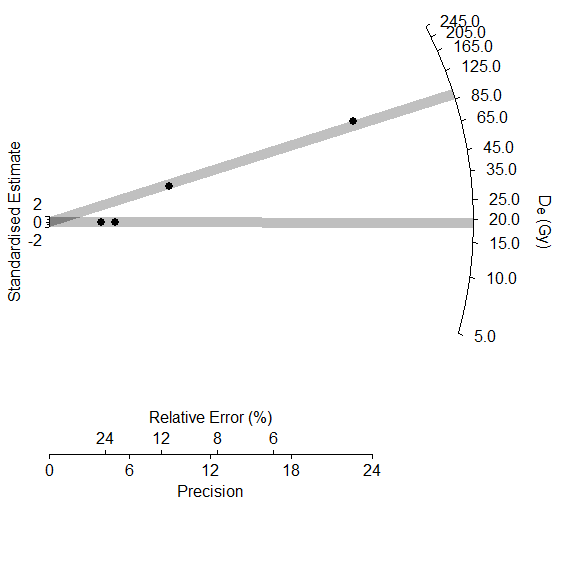 245.0
205.0
165.0
125.0
85.0
65.0
45.0
35.0
25.0
20.0
15.0
10.0
5.0
De (Gy)
Standardised Estimate
2
0
-2
Relative Error (%)
24 12 8 6
0 6 12 18 24
Precision